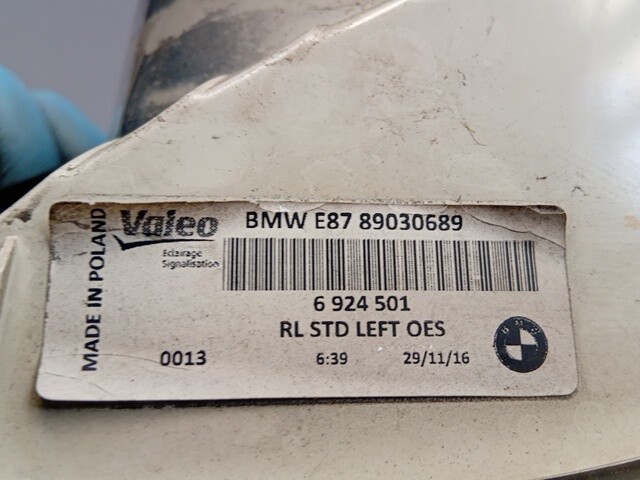 MADE IN POLAND
Valeo
BMW E87 89030689
Eclairage
Signalisation
6 924 501
RL STD LEFT OES
BMW
0013 6:39 29/11/16